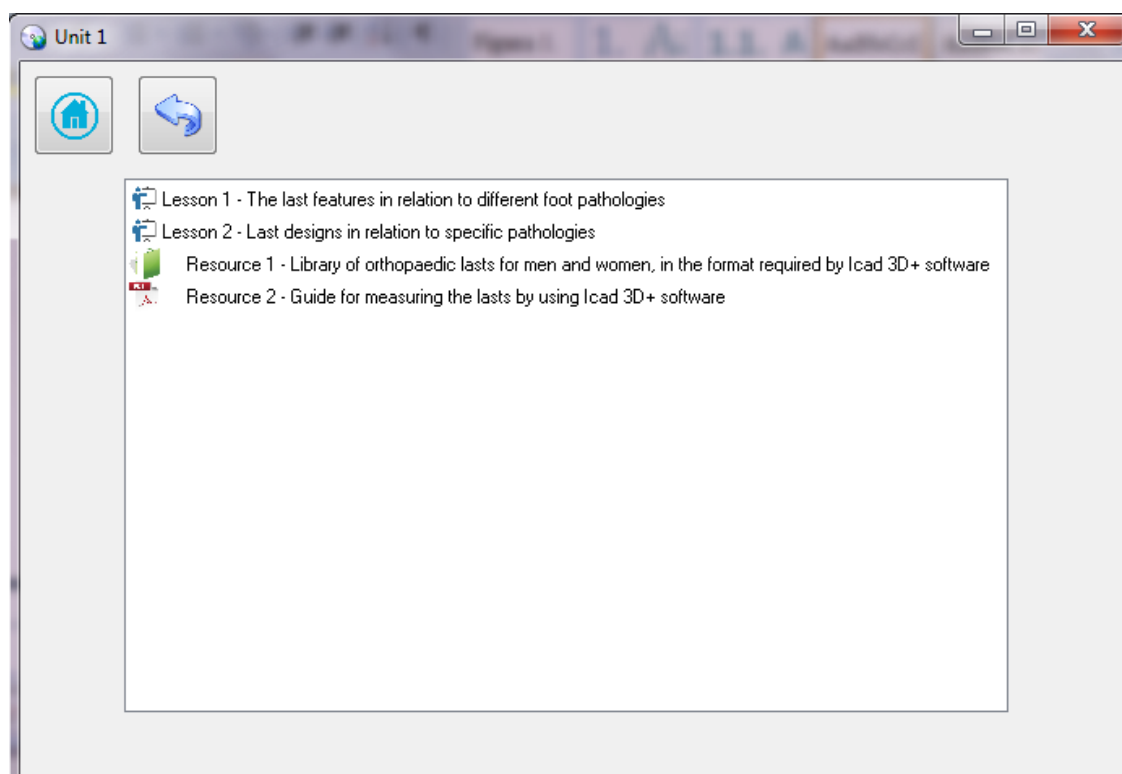 Unit 1
Figura 1
Lesson 1 - The last features in relation to different foot pathologies
Lesson 2 - Last designs in relation to specific pathologies
Resource 1 - Library of orthopaedic lasts for men and women, in the format required by Icad 3D+ software
Resource 2 - Guide for measuring the lasts by using Icad 3D+ software